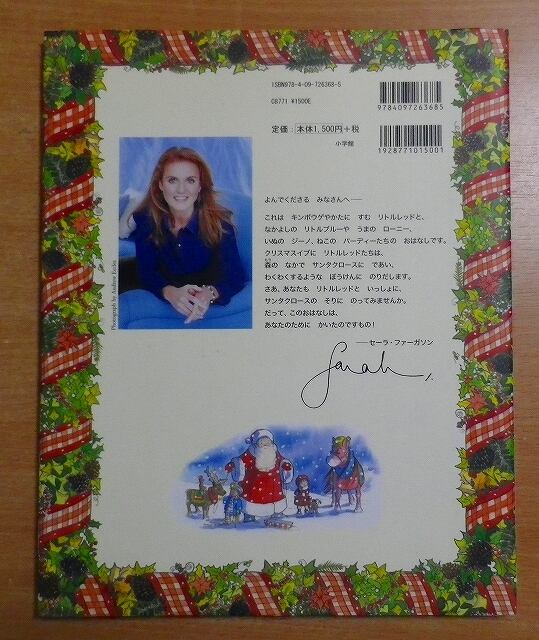 ISBN978-4-09-726368-5
C8771 ¥1500E
定価：本体1,500円+税
小学館
9784097263685
1928771015001
Photograph by Andrew Eccles
よんでくださる みなさんへ——
これは キンポウゲやかたに すむ リトルレッドと、
なかよしの リトルブルーや うまの ローニー、
いぬの ジーノ、ねこの バーディーたちの おはなしです。
クリスマスイブに リトルレッドたちは、
森の なかで サンタクロースに であい、
わくわくするような ぼうけんに のりだします。
さあ、あなたも リトルレッドと いっしょに、
サンタクロースの そりに のってみませんか。
だって、このおはなしは、
あなたのために かいたのですもの！
——セーラ・ファーガソン
Sarah